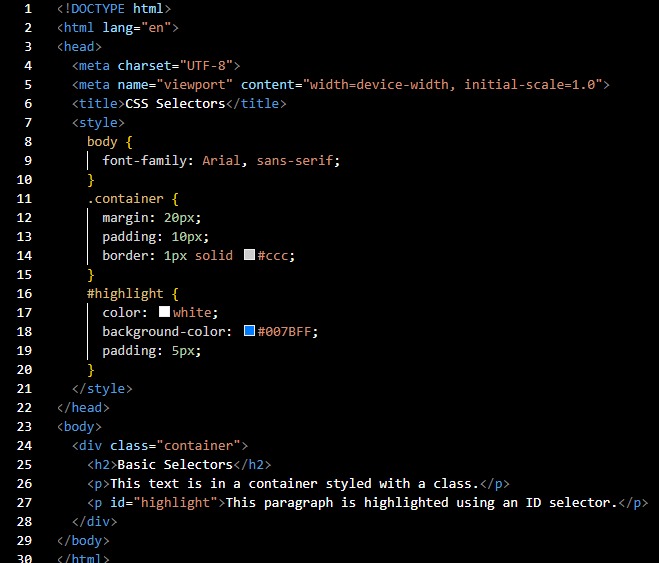 1 <!DOCTYPE html>
2 <html lang="en">
3 <head>
4 <meta charset="UTF-8">
5 <meta name="viewport" content="width=device-width, initial-scale=1.0">
6 <title>CSS Selectors</title>
7 <style>
8 body {
9 font-family: Arial, sans-serif;
10 }
11 .container {
12 margin: 20px;
13 padding: 10px;
14 border: 1px solid #ccc;
15 }
16 #highlight {
17 color: white;
18 background-color: #007BFF;
19 padding: 5px;
20 }
21 </style>
22 </head>
23 <body>
24 <div class="container">
25 <h2>Basic Selectors</h2>
26 <p>This text is in a container styled with a class.</p>
27 <p id="highlight">This paragraph is highlighted using an ID selector.</p>
28 </div>
29 </body>
30 </html>